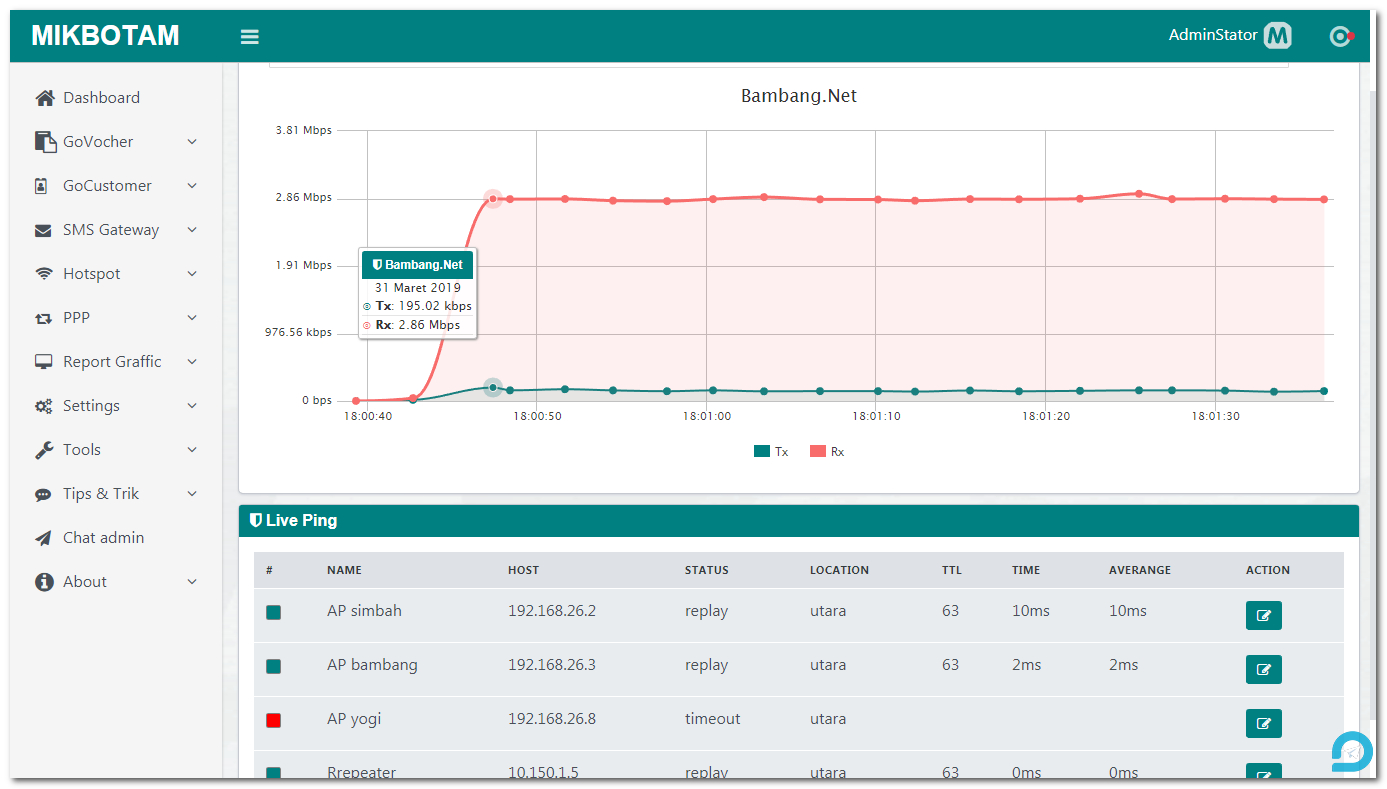 MIKBOTAM
AdminStator
Dashboard
GoVocher
GoCustomer
SMS Gateway
Hotspot
PPP
Report Graffic
Settings
Tools
Tips & Trik
Chat admin
About
Bambang.Net
3.81 Mbps
2.86 Mbps
1.91 Mbps
976.56 kbps
0 bps
Bambang.Net
31 Maret 2019
Tx: 195.02 kbps
Rx: 2.86 Mbps
18:00:40 18:00:50 18:01:00 18:01:10 18:01:20 18:01:30
Tx Rx
Live Ping
# NAME HOST STATUS LOCATION TTL TIME AVERANGE ACTION
AP simbah 192.168.26.2 replay utara 63 10ms 10ms
AP bambang 192.168.26.3 replay utara 63 2ms 2ms
AP yogi 192.168.26.8 timeout utara
Rrepeater 10.150.1.5 replay utara 63 0ms 0ms